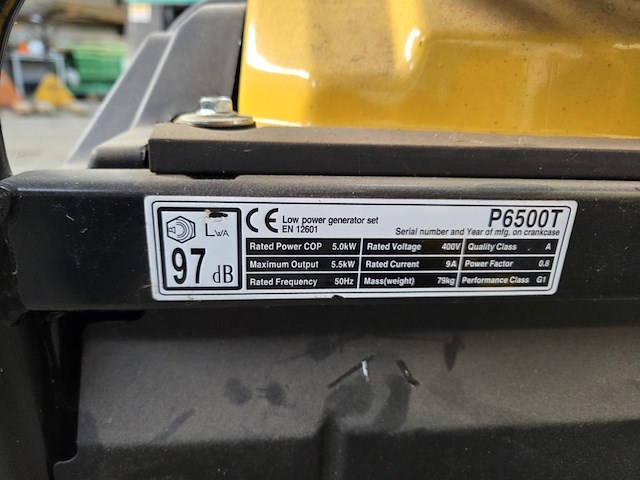 LWA
97 dB
CE Low power generator set
EN 12601
P6500T
Serial number and Year of mfg. on crankcase
Rated Power COP 5.0kW Rated Voltage 400V Quality Class A
Maximum Output 5.5kW Rated Current 9A Power Factor 0.8
Rated Frequency 50Hz Mass(weight) 79kg Performance Class G1